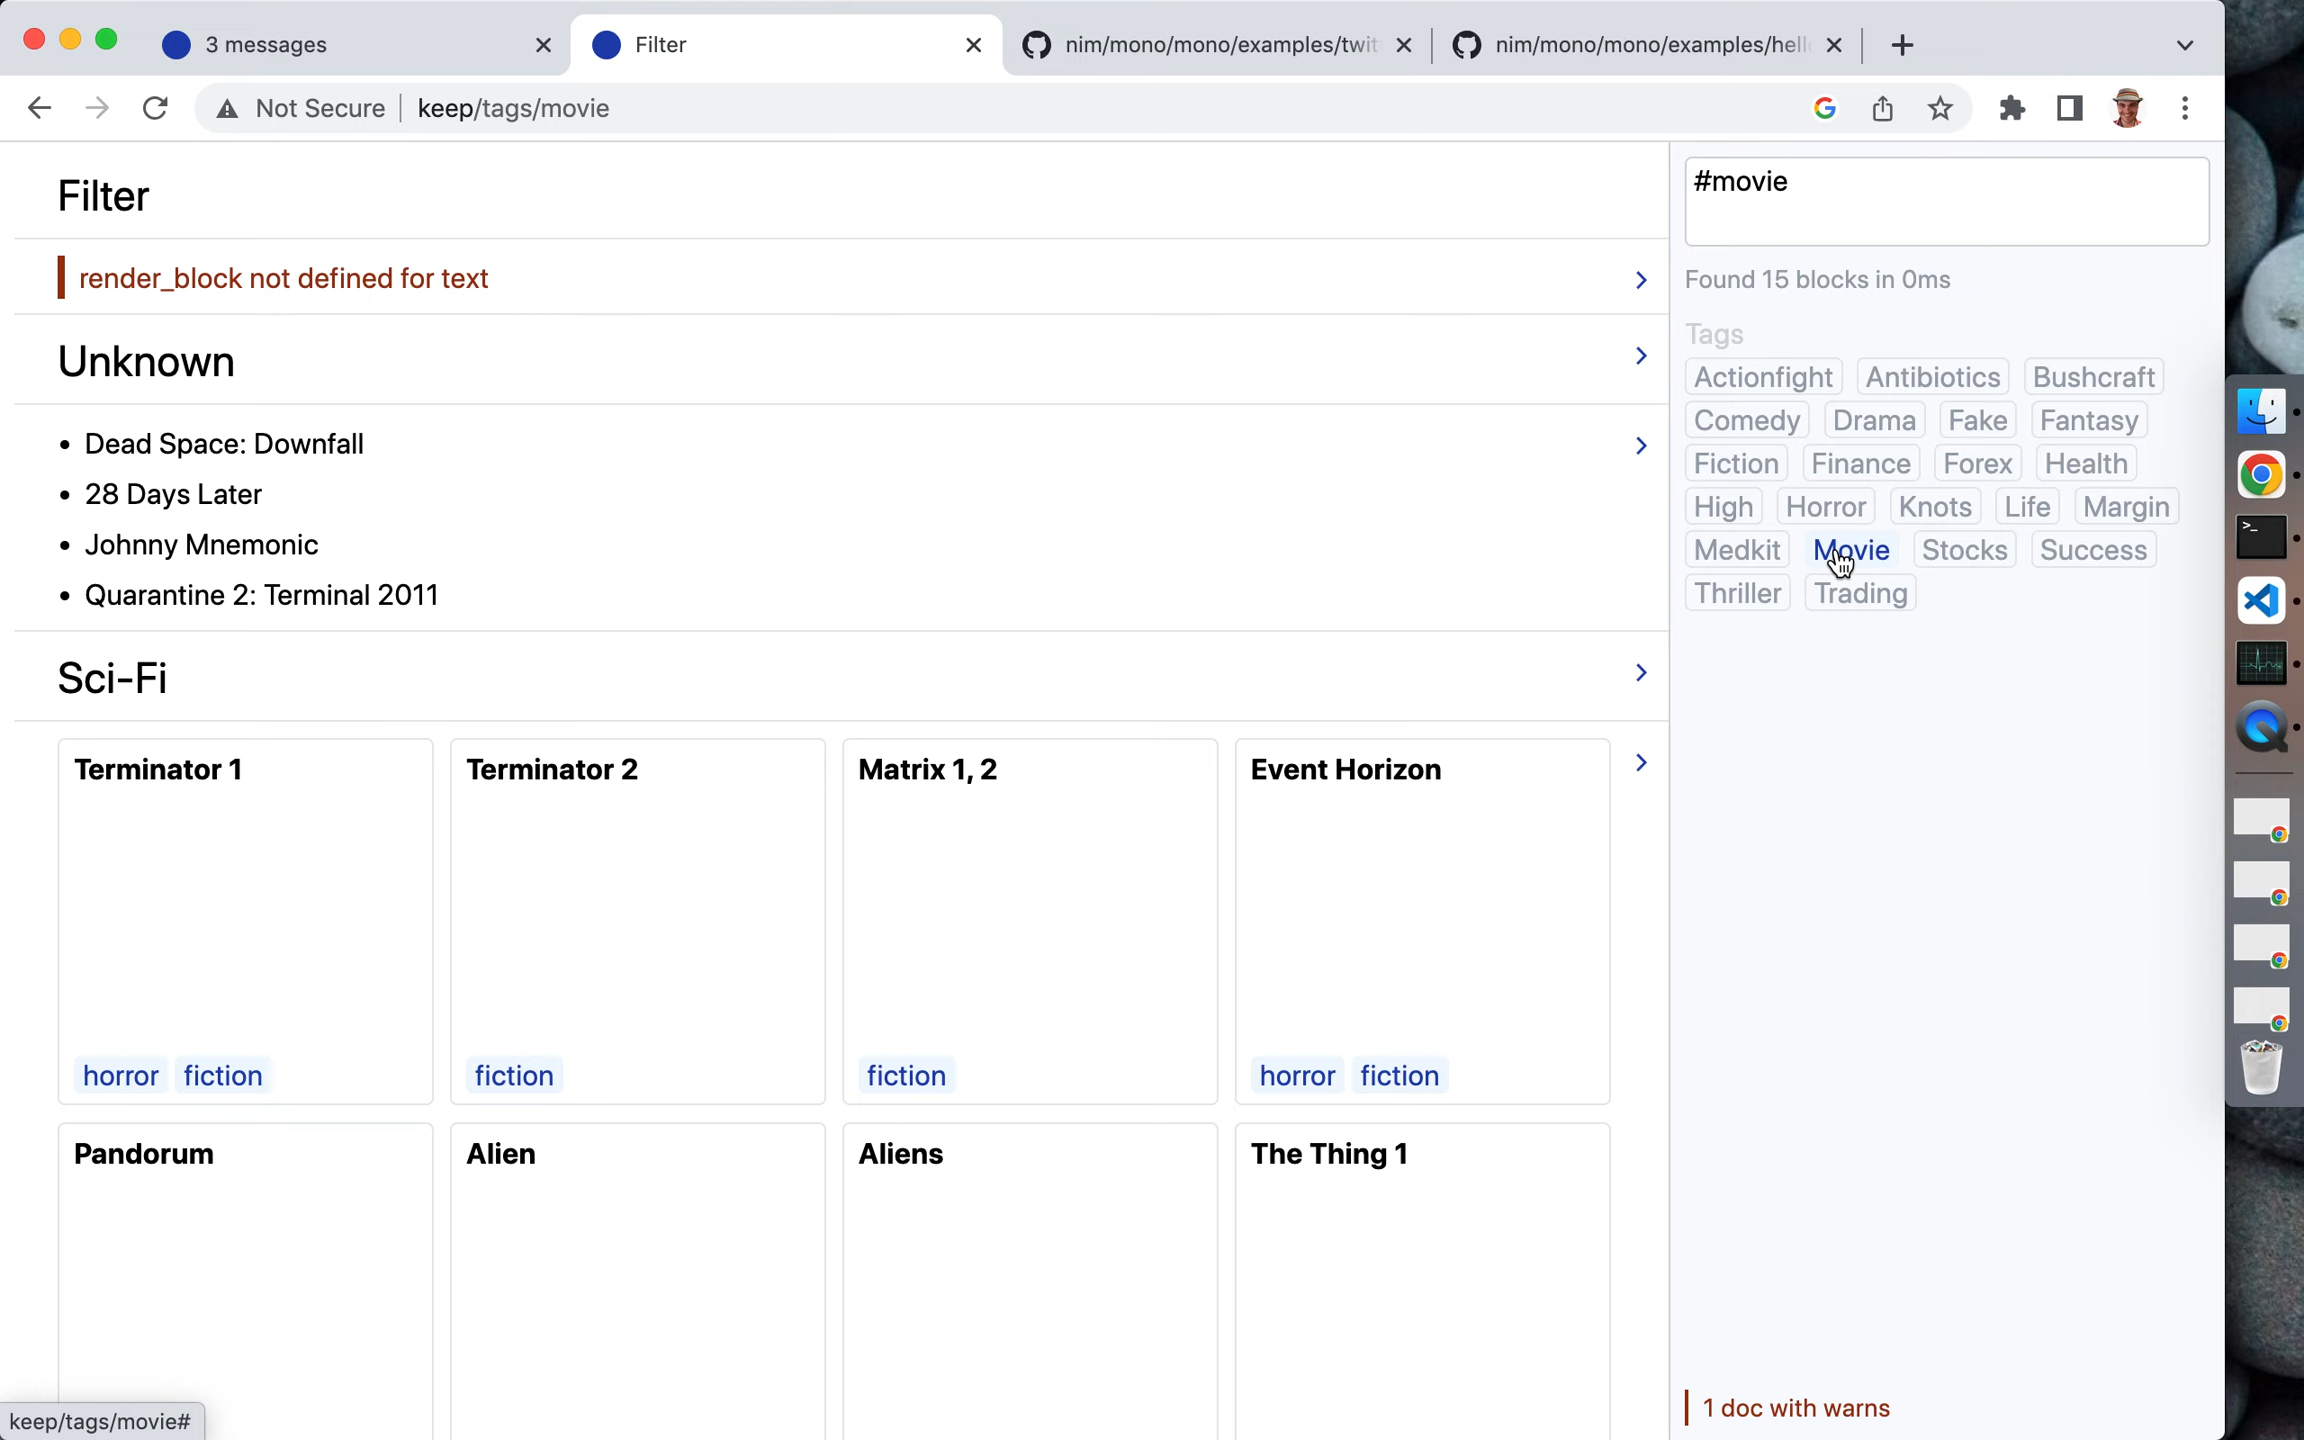 3 messages
Filter
nim/mono/mono/examples/twit
nim/mono/mono/examples/hell
Not Secure
keep/tags/movie
Filter
render_block not defined for text
Unknown
• Dead Space: Downfall
• 28 Days Later
• Johnny Mnemonic
• Quarantine 2: Terminal 2011
Sci-Fi
Terminator 1
Terminator 2
Matrix 1, 2
Event Horizon
horror fiction
fiction
fiction
horror fiction
Pandorum
Alien
Aliens
The Thing 1
keep/tags/movie#
#movie
Found 15 blocks in 0ms
Tags
Actionfight Antibiotics Bushcraft
Comedy Drama Fake Fantasy
Fiction Finance Forex Health
High Horror Knots Life Margin
Medkit Movie Stocks Success
Thriller Trading
1 doc with warns